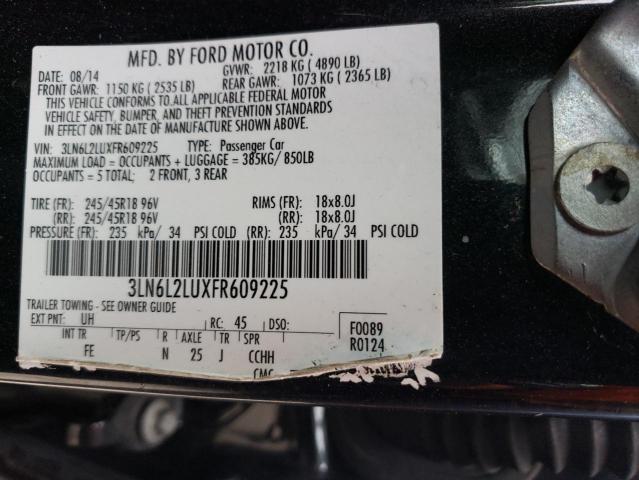 MFD. BY FORD MOTOR CO.
DATE: 08/14 GVWR: 2218 KG ( 4890 LB)
FRONT GAWR: 1150 KG ( 2535 LB) REAR GAWR: 1073 KG ( 2365 LB)
THIS VEHICLE CONFORMS TO ALL APPLICABLE FEDERAL MOTOR
VEHICLE SAFETY, BUMPER, AND THEFT PREVENTION STANDARDS
IN EFFECT ON THE DATE OF MANUFACTURE SHOWN ABOVE.
VIN: 3LN6L2LUXFR609225 TYPE: Passenger Car
MAXIMUM LOAD = OCCUPANTS + LUGGAGE = 385KG/ 850LB
OCCUPANTS = 5 TOTAL; 2 FRONT, 3 REAR
TIRE (FR): 245/45R18 96V RIMS (FR): 18x8.0J
(RR): 245/45R18 96V (RR): 18x8.0J
PRESSURE (FR): 235 kPa/ 34 PSI COLD (RR): 235 kPa/ 34 PSI COLD
3LN6L2LUXFR609225
TRAILER TOWING - SEE OWNER GUIDE
EXT PNT: UH RC: 45 DSO: F0089
INT TR TP/PS R AXLE TR SPR R0124
FE N 25 J CCHH